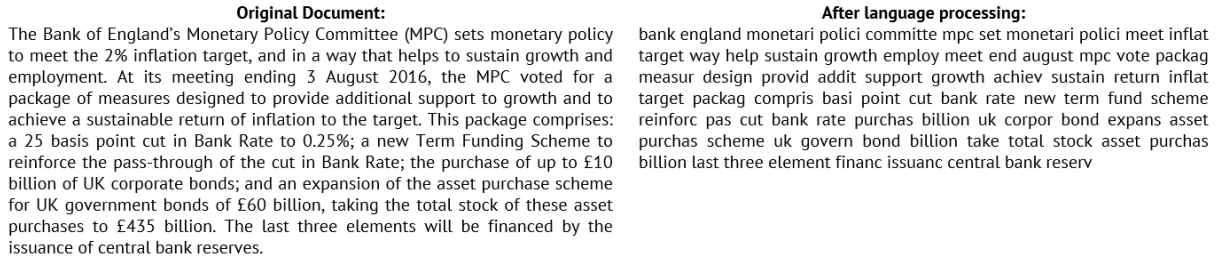 Original Document:
The Bank of England’s Monetary Policy Committee (MPC) sets monetary policy
to meet the 2% inflation target, and in a way that helps to sustain growth and
employment. At its meeting ending 3 August 2016, the MPC voted for a
package of measures designed to provide additional support to growth and to
achieve a sustainable return of inflation to the target. This package comprises:
a 25 basis point cut in Bank Rate to 0.25%; a new Term Funding Scheme to
reinforce the pass-through of the cut in Bank Rate; the purchase of up to £10
billion of UK corporate bonds; and an expansion of the asset purchase scheme
for UK government bonds of £60 billion, taking the total stock of these asset
purchases to £435 billion. The last three elements will be financed by the
issuance of central bank reserves.
After language processing:
bank england monetari polici committe mpc set monetari polici meet inflat
target way help sustain growth employ meet end august mpc vote packag
measur design provid addit support growth achiev sustain return inflat
target packag compris basi point cut bank rate new term fund scheme
reinforc pas cut bank rate purchas billion uk corpor bond expans asset
purchas scheme uk govern bond billion take total stock asset purchas
billion last three element financ issuanc central bank reserv